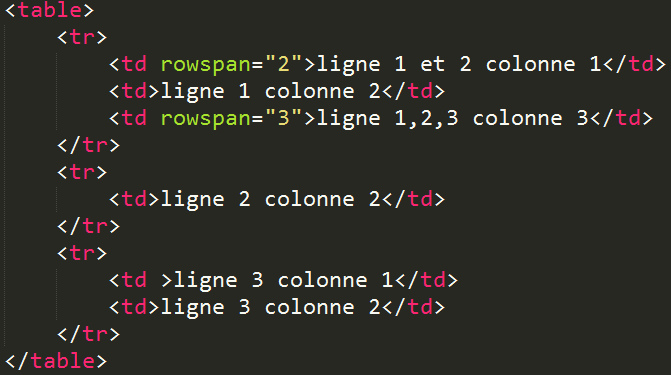 <table>
    <tr>
        <td rowspan="2">ligne 1 et 2 colonne 1</td>
        <td>ligne 1 colonne 2</td>
        <td rowspan="3">ligne 1,2,3 colonne 3</td>
    </tr>
    <tr>
        <td>ligne 2 colonne 2</td>
    </tr>
    <tr>
        <td >ligne 3 colonne 1</td>
        <td>ligne 3 colonne 2</td>
    </tr>
</table>